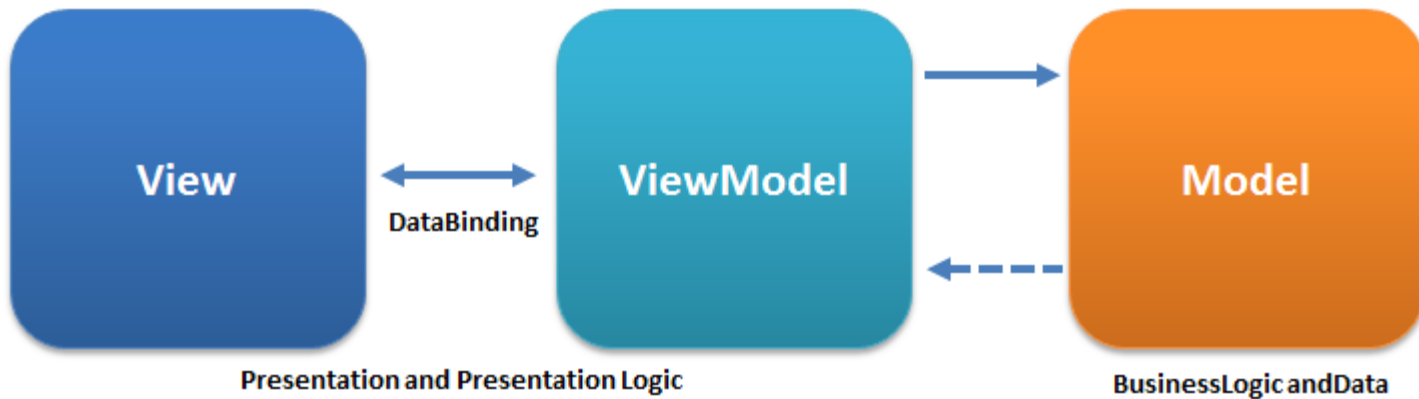 View
ViewModel
Model
DataBinding
Presentation and Presentation Logic
BusinessLogic andData